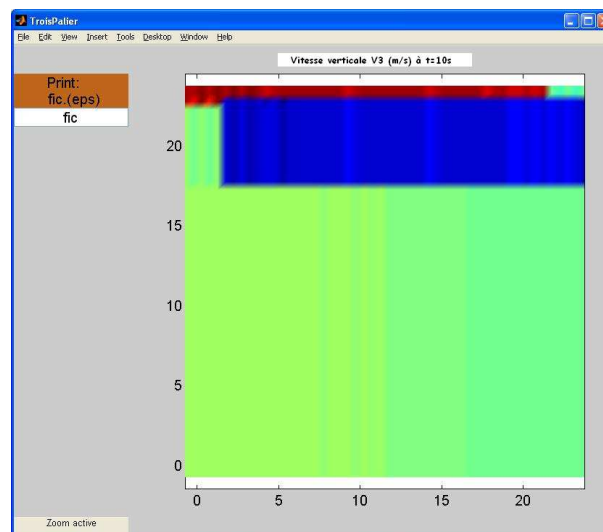 TroisPalier
File Edit View Insert Tools Desktop Window Help
Vitesse verticale V3 (m/s) à t=10s
Print:
fic.(eps)
fic
20
15
10
5
0
0 5 10 15 20
Zoom active